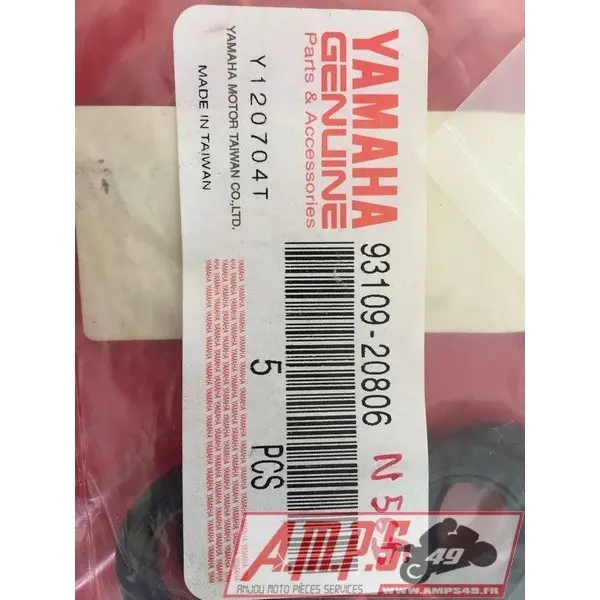 YAMAHA
GENUINE
Parts & Accessories
93109-20806
5 PCS
Y120704T
YAMAHA MOTOR TAIWAN CO.,LTD.
MADE IN TAIWAN
A.M.P.S 49
ANJOU MOTO PIÈCES SERVICES
WWW.AMPS49.FR